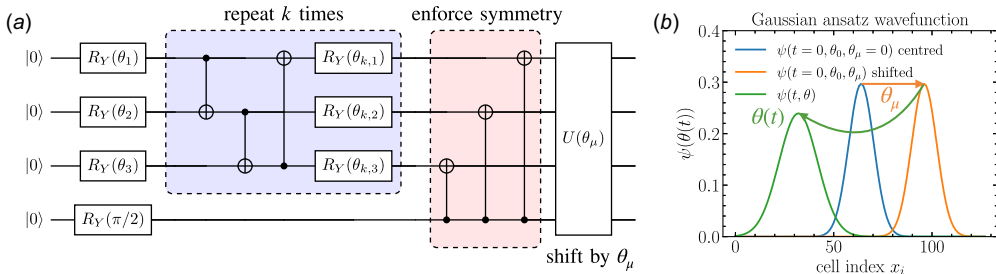 (a)
repeat k times
enforce symmetry
|0⟩ R_Y(θ_1) R_Y(θ_{k,1})
|0⟩ R_Y(θ_2) R_Y(θ_{k,2})
|0⟩ R_Y(θ_3) R_Y(θ_{k,3})
U(θ_μ)
|0⟩ R_Y(π/2)
shift by θ_μ
(b)
Gaussian ansatz wavefunction
ψ(t = 0, θ_0, θ_μ = 0) centred
ψ(t = 0, θ_0, θ_μ) shifted
ψ(t, θ)
θ_μ
θ(t)
ψ(θ(t))
0.4
0.3
0.2
0.1
0.0
0 50 100
cell index x_i